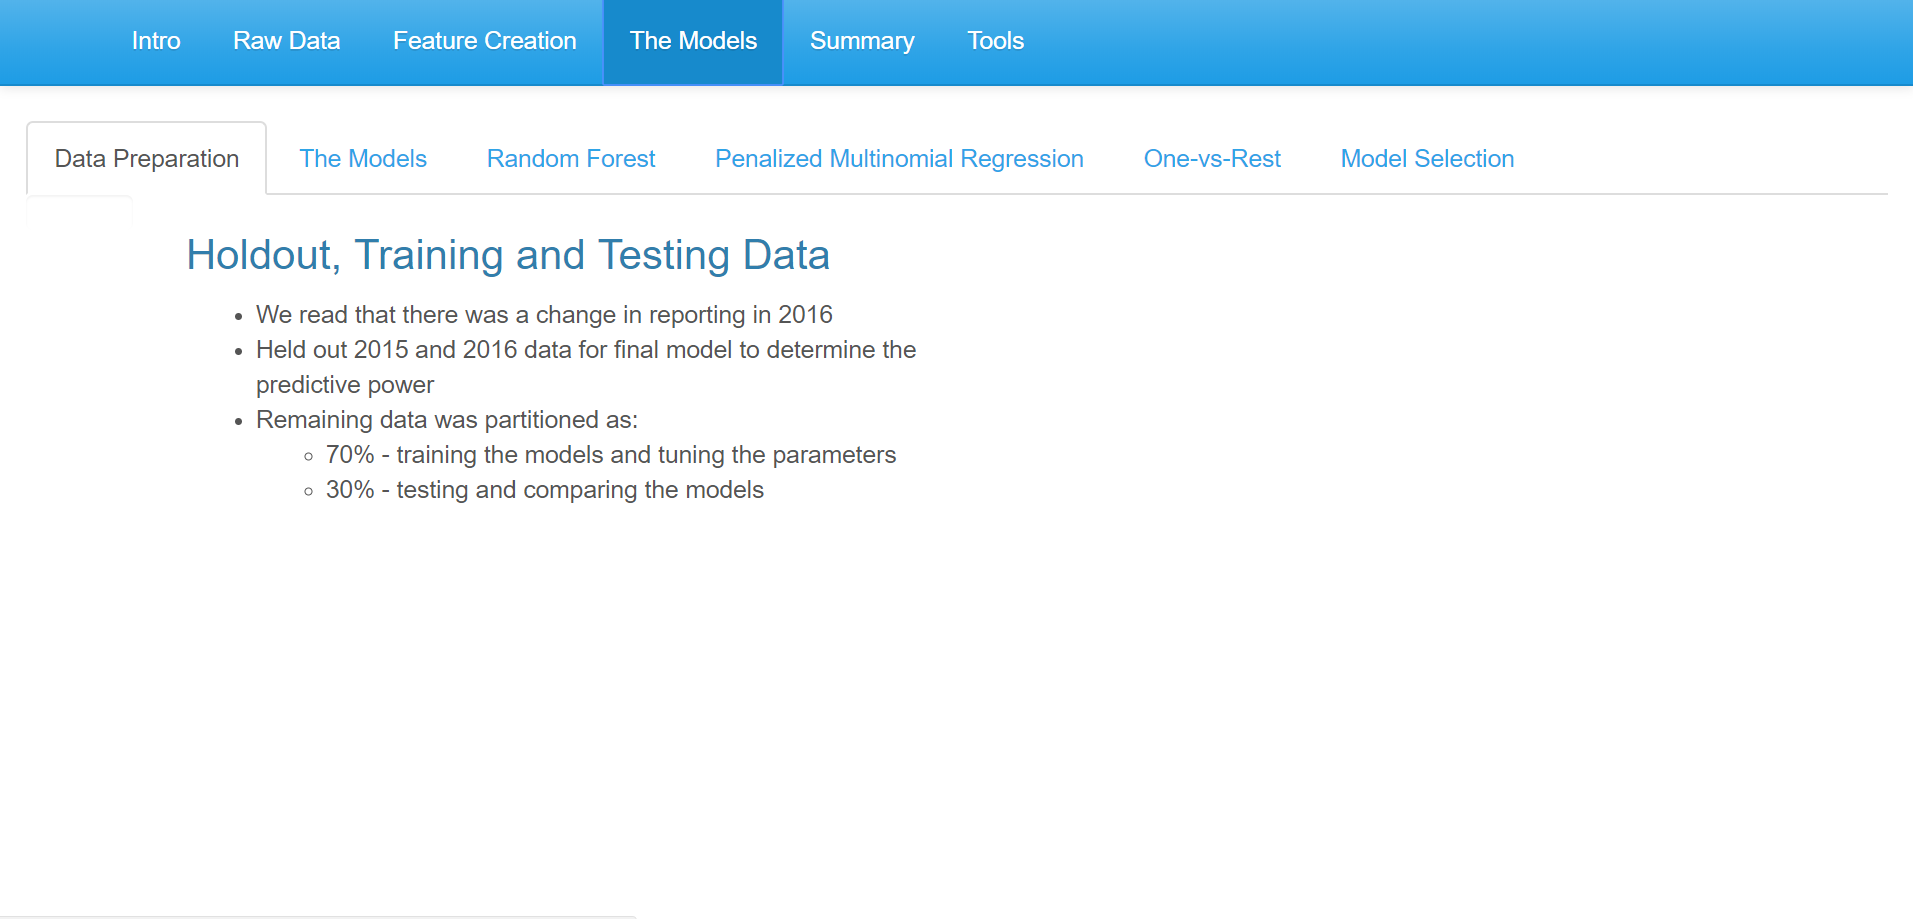 Intro Raw Data Feature Creation The Models Summary Tools
Data Preparation The Models Random Forest Penalized Multinomial Regression One-vs-Rest Model Selection
Holdout, Training and Testing Data
• We read that there was a change in reporting in 2016
• Held out 2015 and 2016 data for final model to determine the
predictive power
• Remaining data was partitioned as:
◦ 70% - training the models and tuning the parameters
◦ 30% - testing and comparing the models